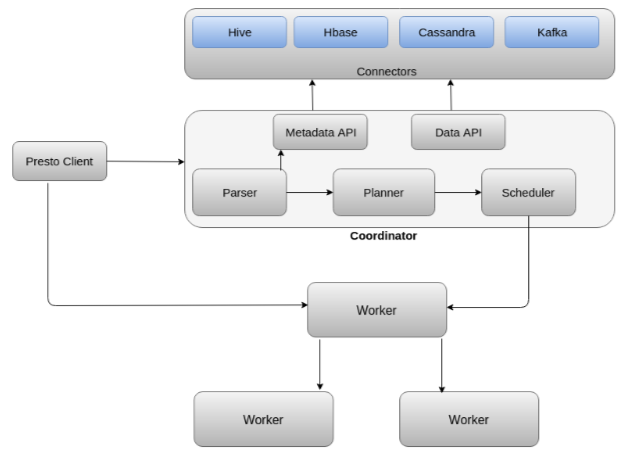 Hive
Hbase
Cassandra
Kafka
Connectors
Metadata API
Data API
Presto Client
Parser
Planner
Scheduler
Coordinator
Worker
Worker
Worker